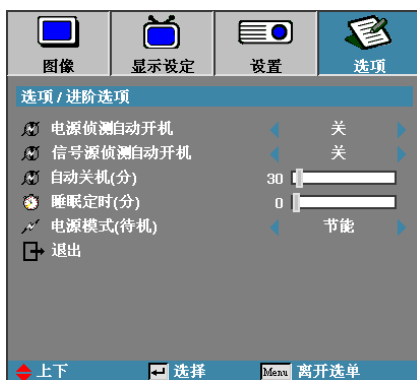 图像 显示设定 设置 选项
选项 / 进阶选项
电源侦测自动开机 关
信号源侦测自动开机 关
自动关机(分) 30
睡眠定时(分) 0
电源模式(待机) 节能
退出
上下 选择 Menu 离开选单